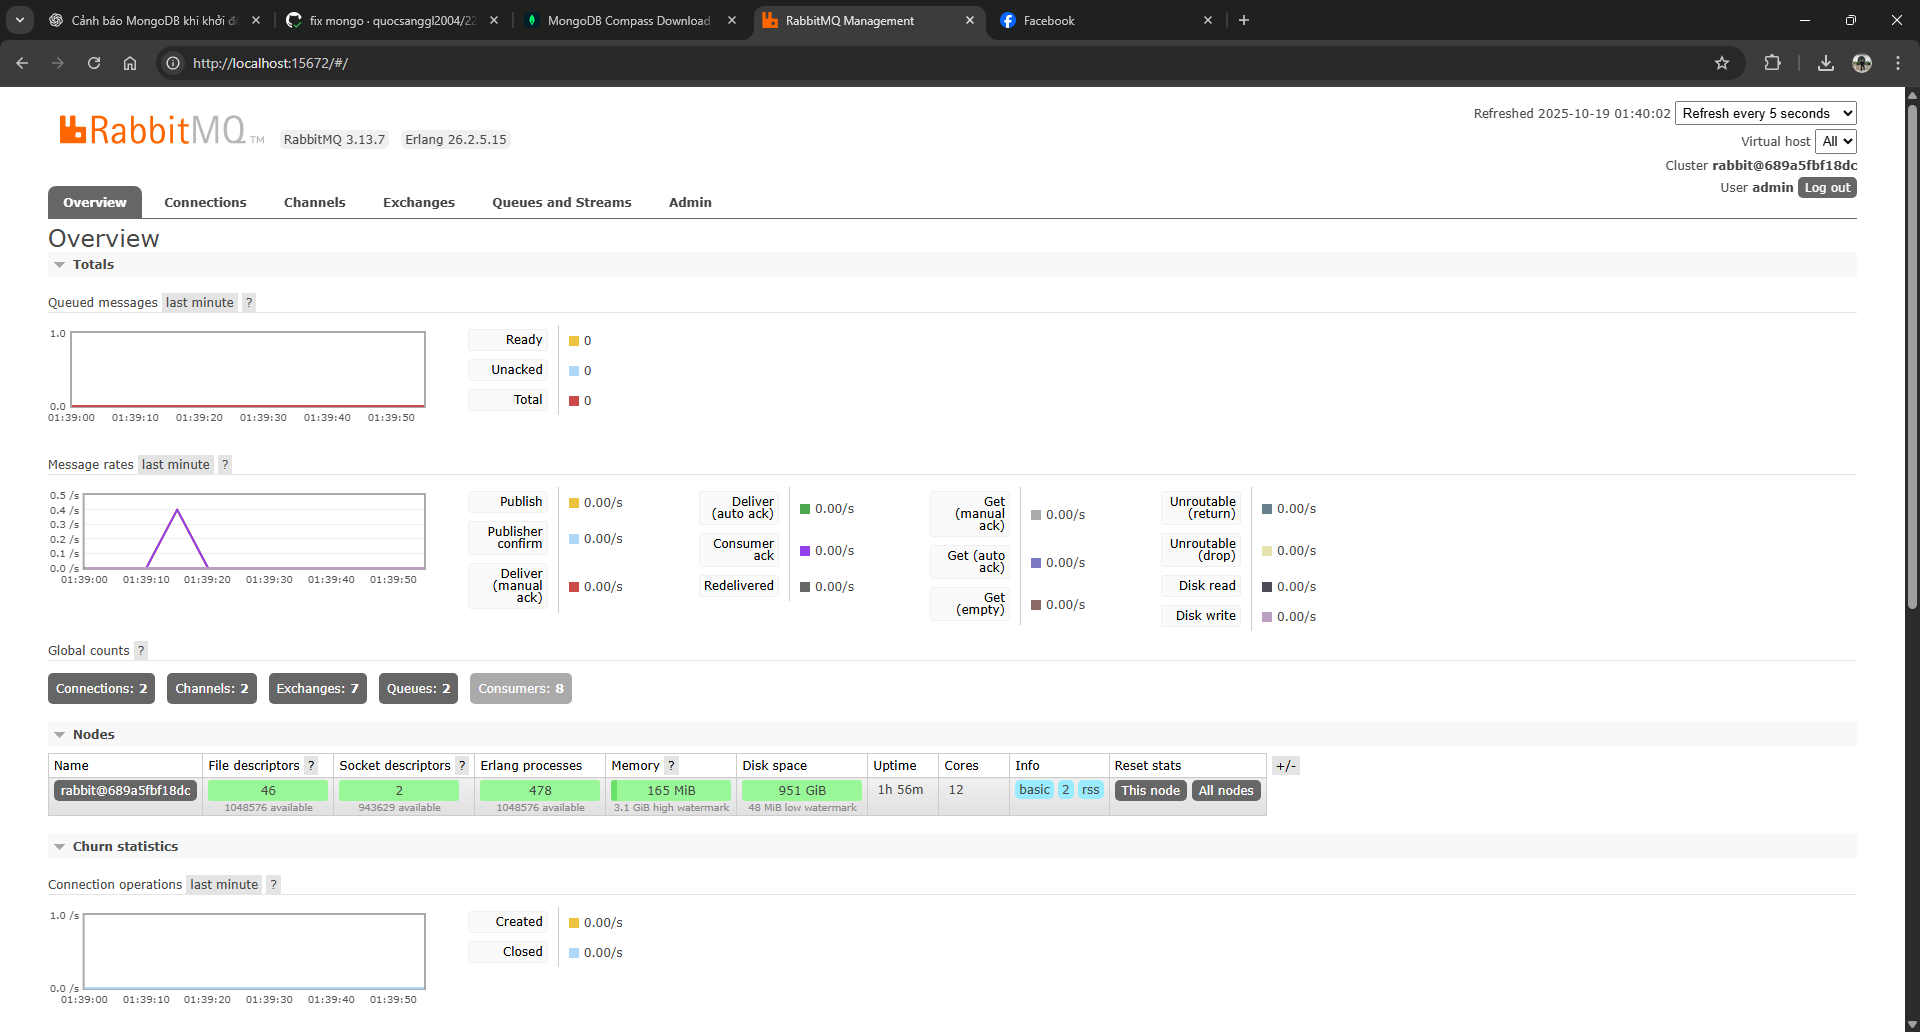 Cảnh báo MongoDB khi khởi đ
fix mongo · quocsanggl2004/22
MongoDB Compass Download
RabbitMQ Management
Facebook
http://localhost:15672/#/
RabbitMQ TM
RabbitMQ 3.13.7
Erlang 26.2.5.15
Refreshed 2025-10-19 01:40:02 Refresh every 5 seconds
Virtual host All
Cluster rabbit@689a5fbf18dc
User admin Log out
Overview Connections Channels Exchanges Queues and Streams Admin
Overview
Totals
Queued messages last minute ?
1.0
0.0
01:39:00 01:39:10 01:39:20 01:39:30 01:39:40 01:39:50
Ready 0
Unacked 0
Total 0
Message rates last minute ?
0.5 /s
0.4 /s
0.3 /s
0.2 /s
0.1 /s
0.0 /s
01:39:00 01:39:10 01:39:20 01:39:30 01:39:40 01:39:50
Publish 0.00/s
Publisher
confirm 0.00/s
Deliver
(manual
ack) 0.00/s
Deliver
(auto ack) 0.00/s
Consumer
ack 0.00/s
Redelivered 0.00/s
Get
(manual
ack) 0.00/s
Get (auto
ack) 0.00/s
Get
(empty) 0.00/s
Unroutable
(return) 0.00/s
Unroutable
(drop) 0.00/s
Disk read 0.00/s
Disk write 0.00/s
Global counts ?
Connections: 2 Channels: 2 Exchanges: 7 Queues: 2 Consumers: 8
Nodes
Name File descriptors ? Socket descriptors ? Erlang processes Memory ? Disk space Uptime Cores Info Reset stats +/-
rabbit@689a5fbf18dc 46 2 478 165 MiB 951 GiB 1h 56m 12 basic 2 rss This node All nodes
1048576 available 943629 available 1048576 available 3.1 GiB high watermark 48 MiB low watermark
Churn statistics
Connection operations last minute ?
1.0 /s
0.0 /s
01:39:00 01:39:10 01:39:20 01:39:30 01:39:40 01:39:50
Created 0.00/s
Closed 0.00/s